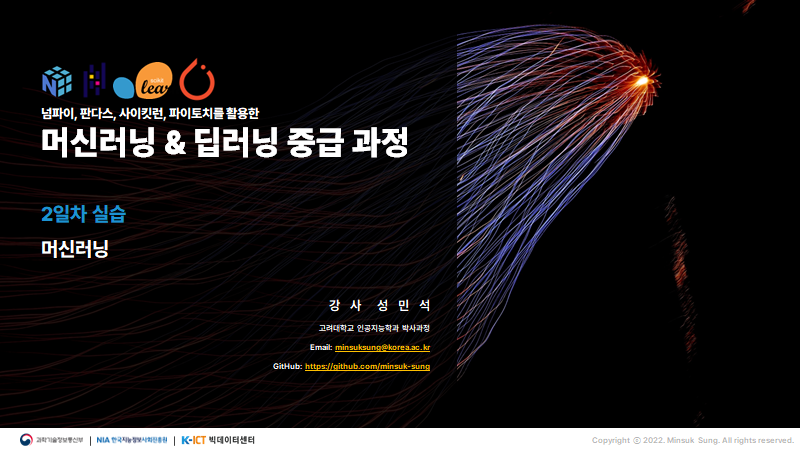 learn
넘파이, 판다스, 사이킷런, 파이토치를 활용한
머신러닝 & 딥러닝 중급 과정
2일차 실습
머신러닝
강 사 성 민 석
고려대학교 인공지능학과 박사과정
Email: minsuksung@korea.ac.kr
GitHub: https://github.com/minsuk-sung
과학기술정보통신부 | NIA 한국지능정보사회진흥원 | K-ICT 빅데이터센터
Copyright ⓒ 2022. Minsuk Sung. All rights reserved.